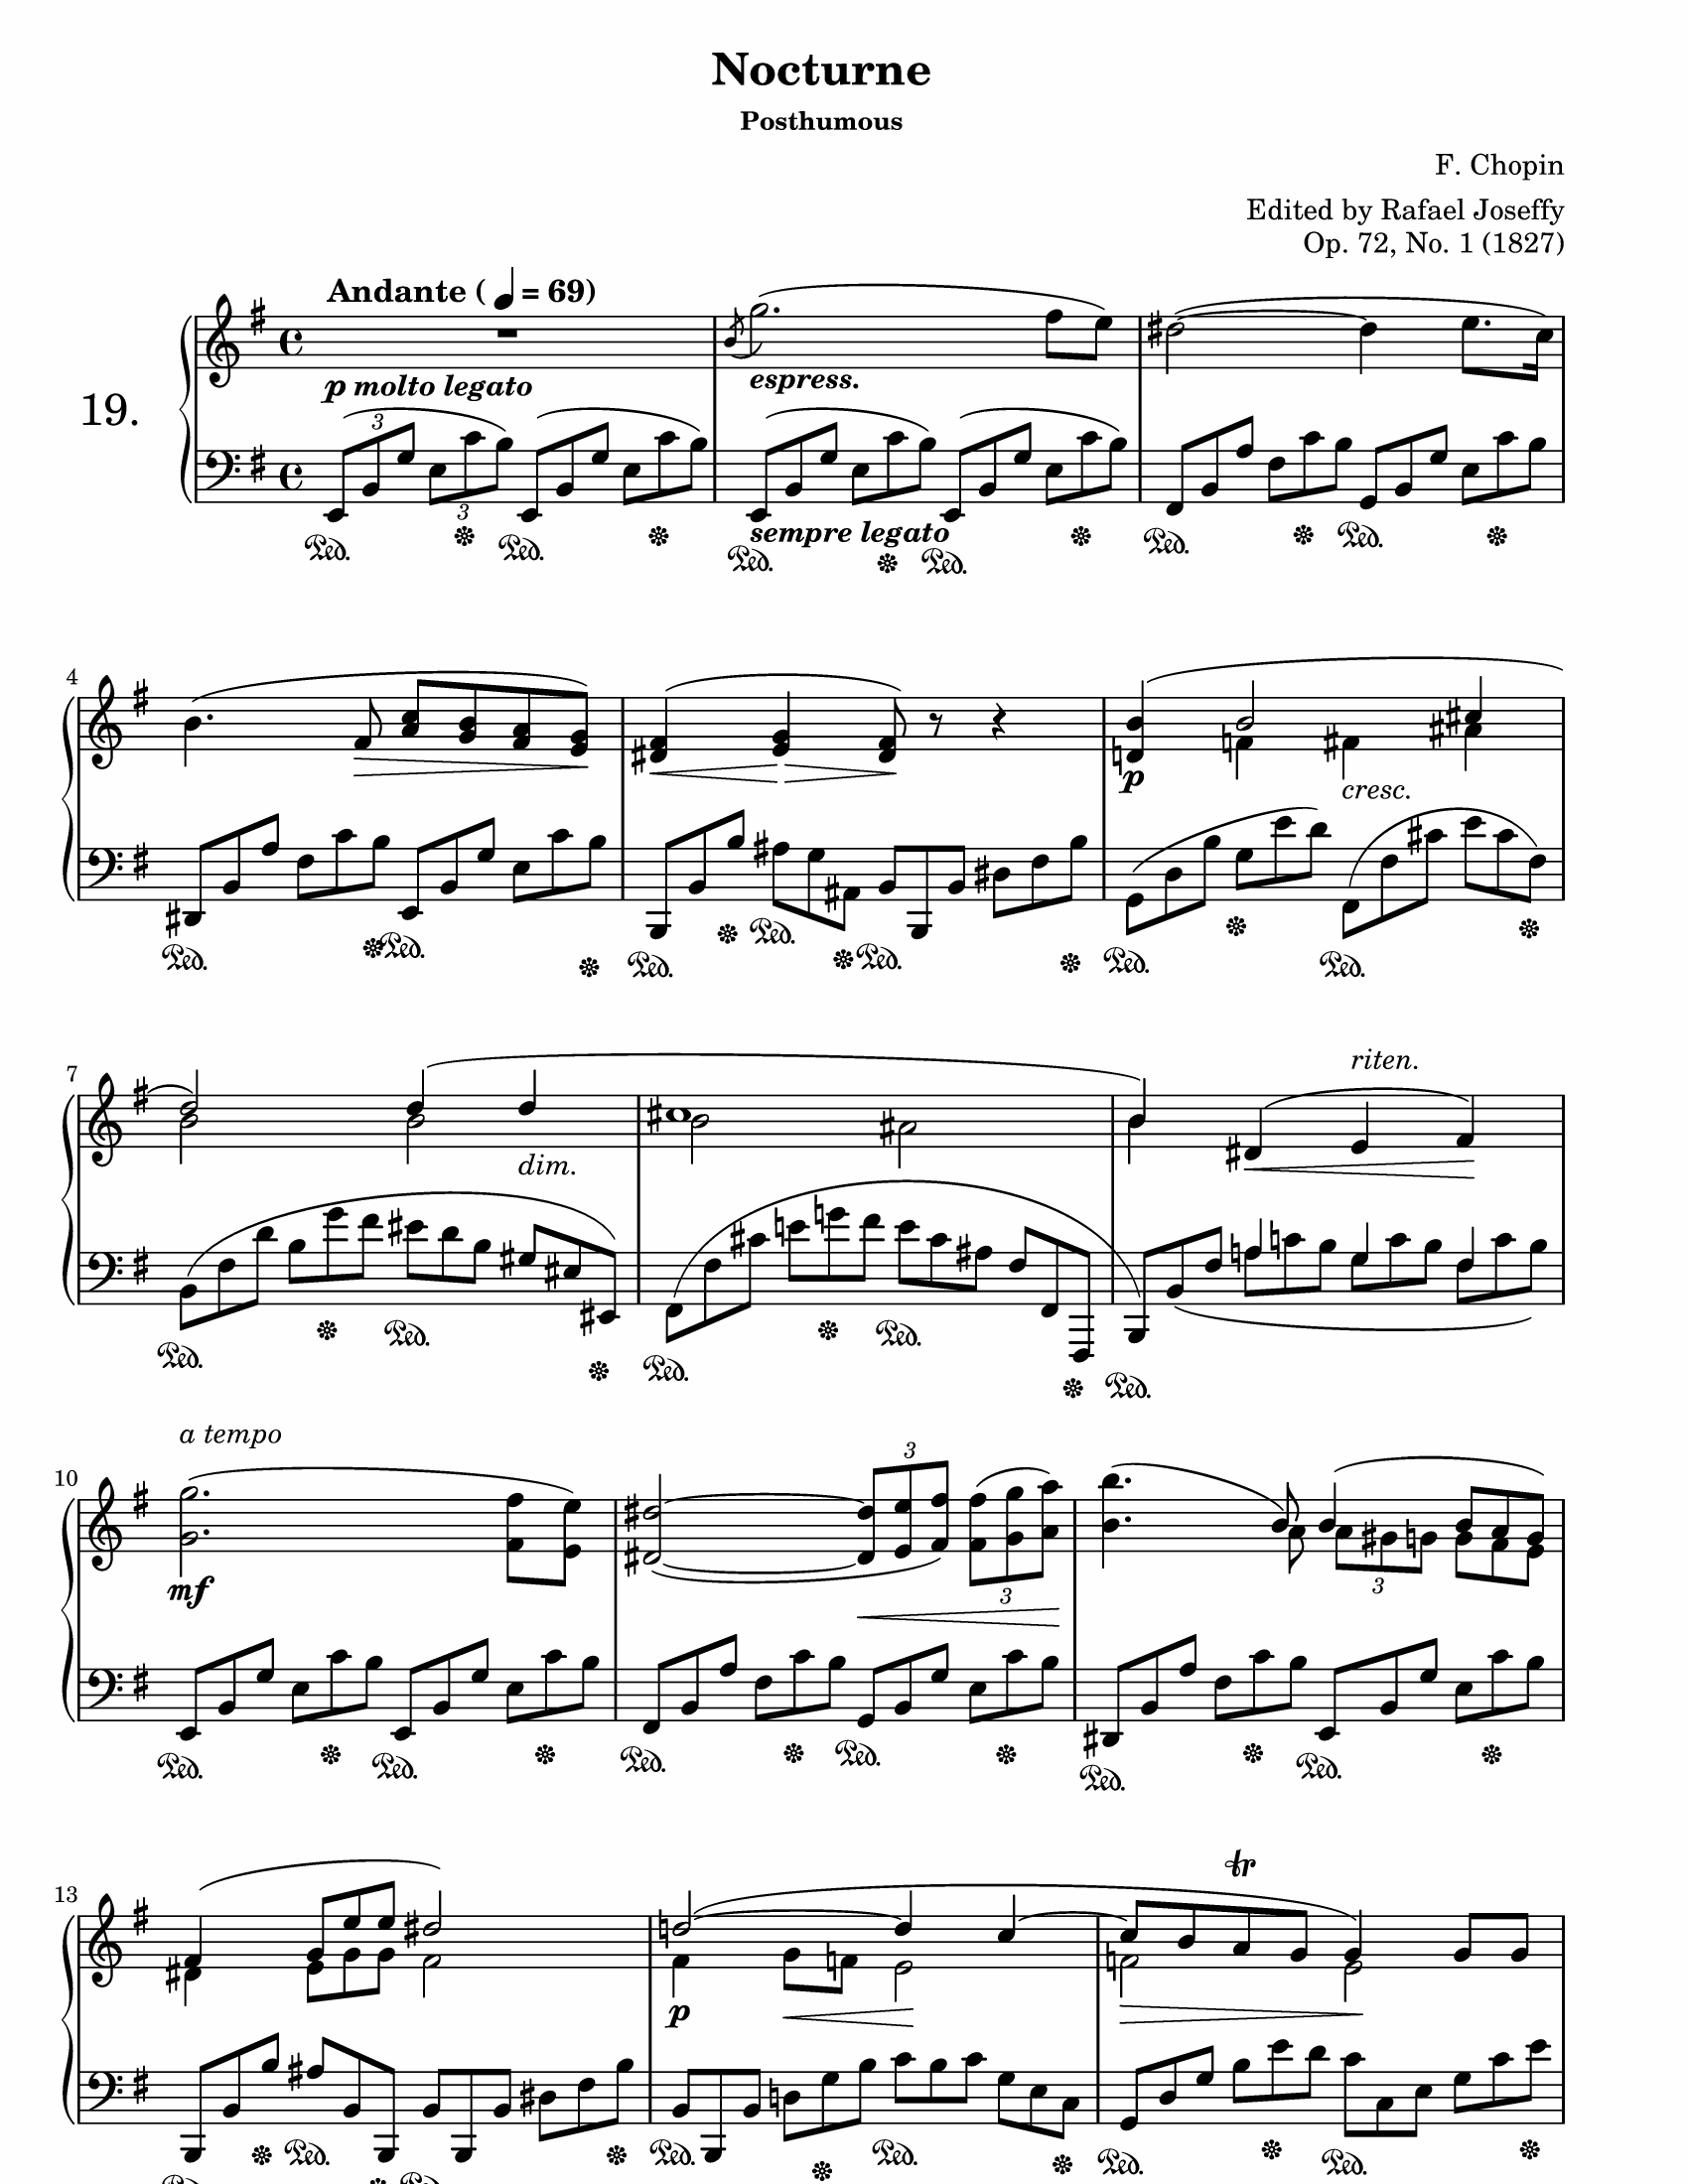 Nocturne
Posthumous
F. Chopin
Edited by Rafael Joseffy
Op. 72, No. 1 (1827)
Andante ( ♩ = 69)
19.
p molto legato
espress.
3
3
sempre legato
Ped. Ped. Ped. Ped. Ped. Ped.
4
p
cresc.
Ped. Ped. Ped. Ped. Ped. Ped. Ped.
7
riten.
dim.
Ped. Ped. Ped. Ped. Ped.
a tempo
10
3
mf
3
3
Ped. Ped. Ped. Ped. Ped. Ped.
13
tr
p
Ped. Ped. Ped. Ped. Ped. Ped. Ped.